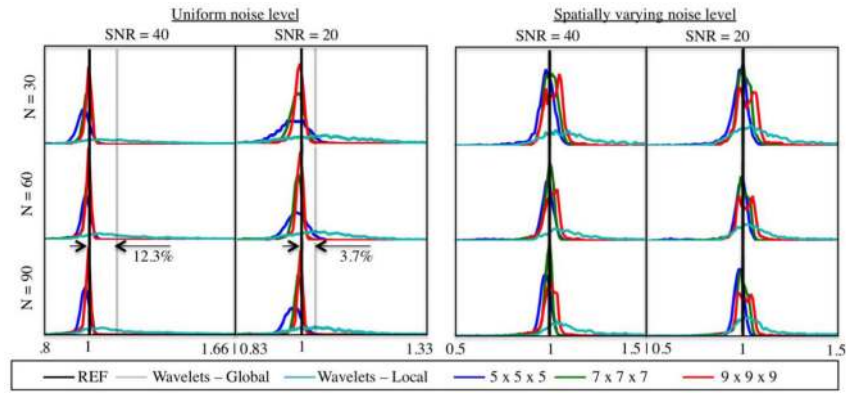 Uniform noise level
Spatially varying noise level
SNR = 40
SNR = 20
SNR = 40
SNR = 20
N = 30
N = 60
12.3%
3.7%
N = 90
.8 1 1.66 0.83 1 1.33
0.5 1 1.5 0.5 1 1.5
REF Wavelets – Global Wavelets – Local 5 x 5 x 5 7 x 7 x 7 9 x 9 x 9